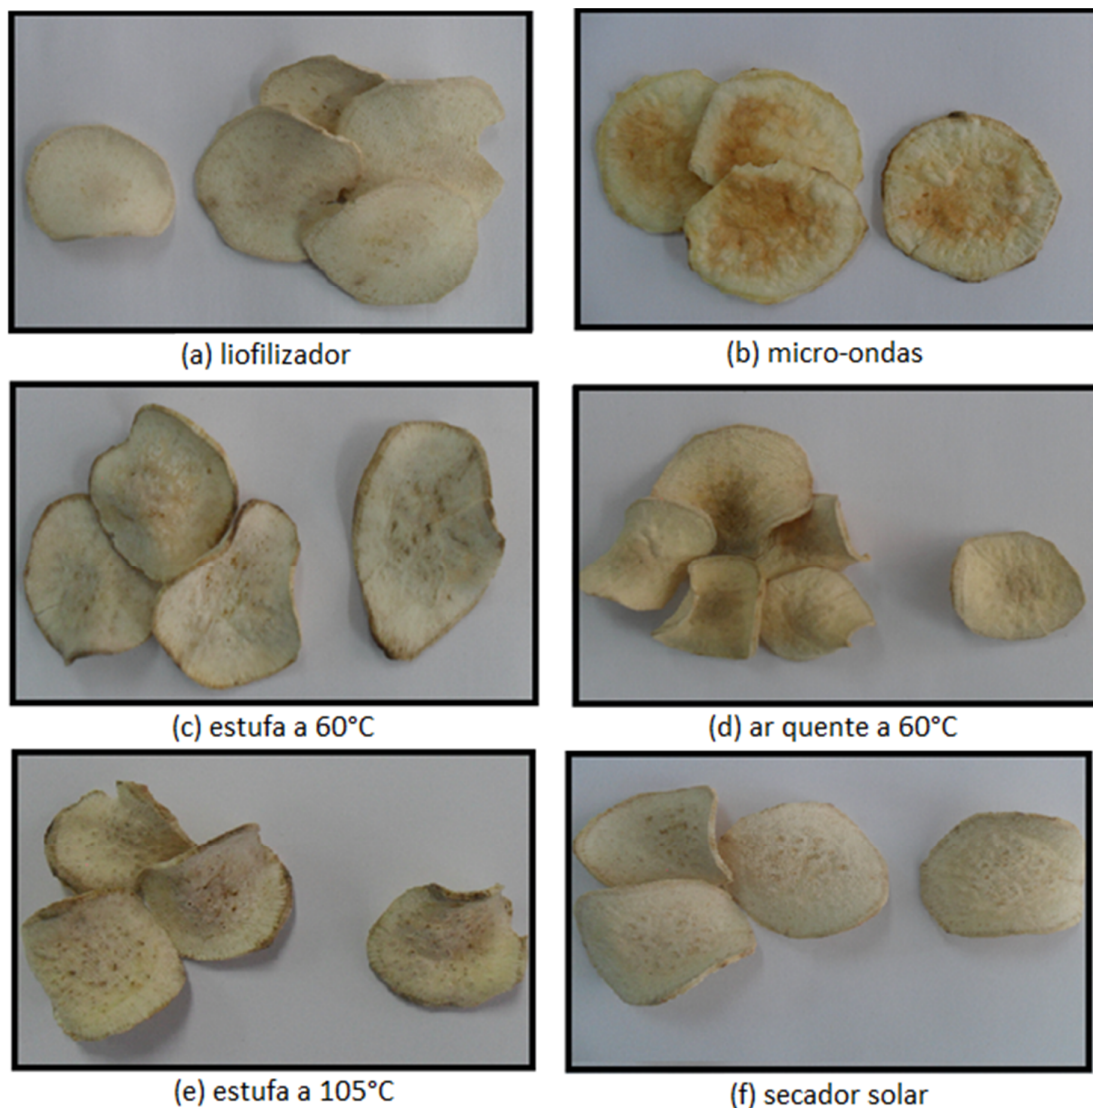 (a) liofilizador
(b) micro-ondas
(c) estufa a 60°C
(d) ar quente a 60°C
(e) estufa a 105°C
(f) secador solar